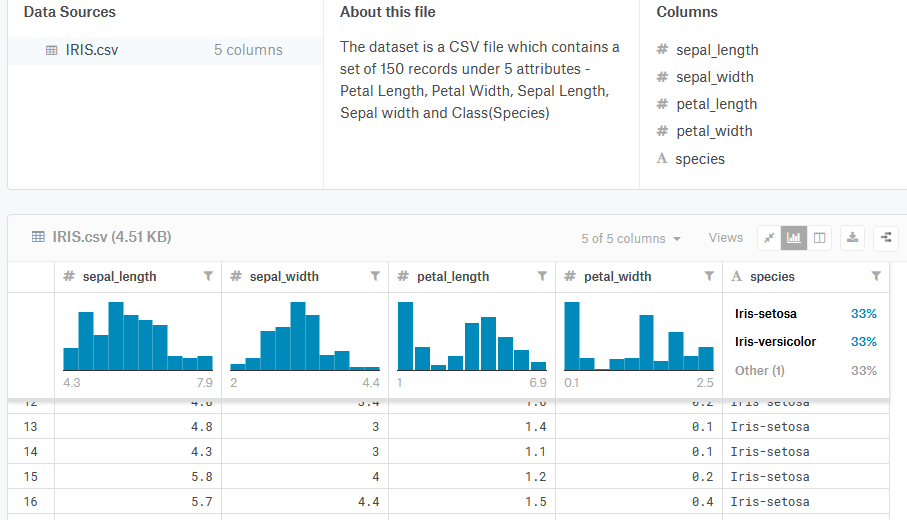 Data Sources
IRIS.csv 5 columns
About this file
The dataset is a CSV file which contains a
set of 150 records under 5 attributes -
Petal Length, Petal Width, Sepal Length,
Sepal width and Class(Species)
Columns
# sepal_length
# sepal_width
# petal_length
# petal_width
A species
IRIS.csv (4.51 KB) 5 of 5 columns Views
# sepal_length # sepal_width # petal_length # petal_width A species
Iris-setosa 33%
Iris-versicolor 33%
Other (1) 33%
4.3 7.9 2 4.4 1 6.9 0.1 2.5
12 4.8 3.4 1.6 0.2 Iris-setosa
13 4.8 3 1.4 0.1 Iris-setosa
14 4.3 3 1.1 0.1 Iris-setosa
15 5.8 4 1.2 0.2 Iris-setosa
16 5.7 4.4 1.5 0.4 Iris-setosa